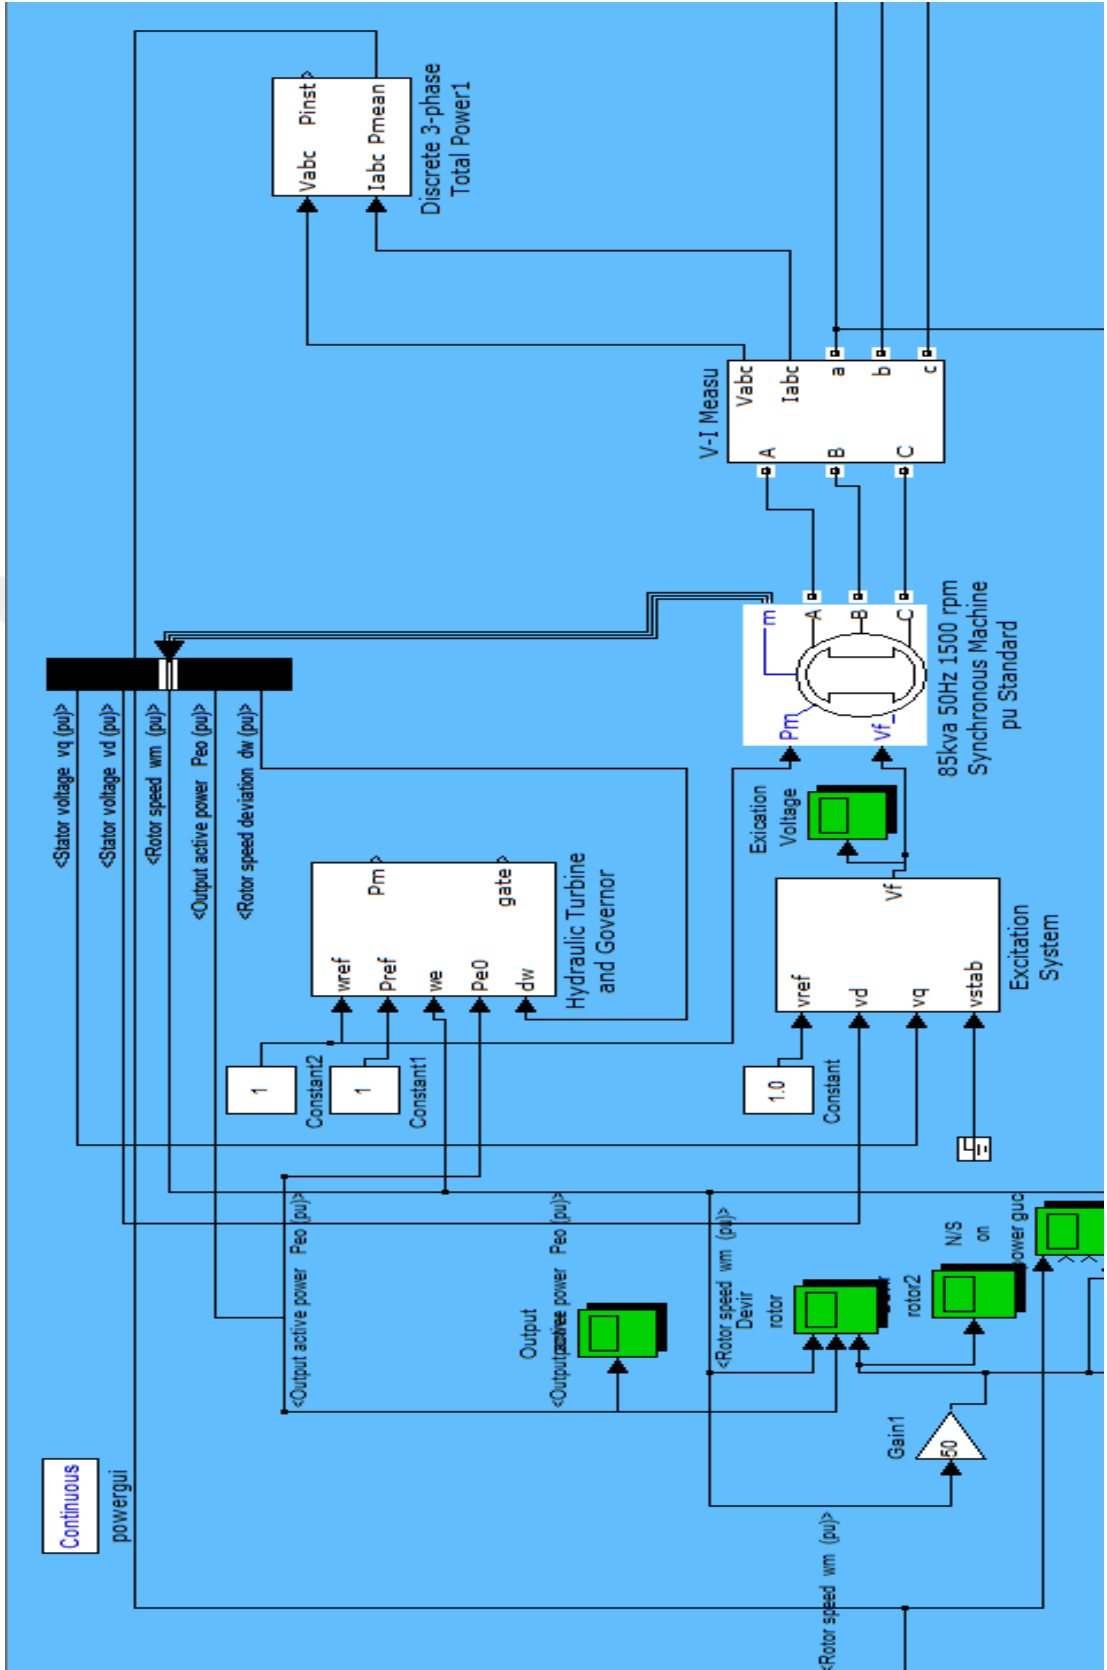 Continuous
powergui
<Stator voltage vq (pu)>
<Stator voltage vd (pu)>
<Rotor speed wm (pu)>
<Output active power Peo (pu)>
<Rotor speed deviation dw (pu)>
Vabc
Pinst
Iabc
Pmean
Discrete 3-phase
Total Power1
1
Constant2
1
Constant1
wref
Pref
we
Pe0
dw
Pm
gate
Hydraulic Turbine
and Governor
<Output active power Peo (pu)>
<Output active power Peo (pu)>
Output
<Rotor speed wm (pu)>
Devir
rotor
N/S
on
rotor2
power guc
Gain1
50
<Rotor speed wm (pu)>
1.0
Constant
vref
vd
vq
vstab
Vf
Excitation
System
Exication
Voltage
Pm
Vf_
m
A
B
C
85kva 50Hz 1500 rpm
Synchronous Machine
pu Standard
V-I Measu
A
B
C
Vabc
Iabc
a
b
c